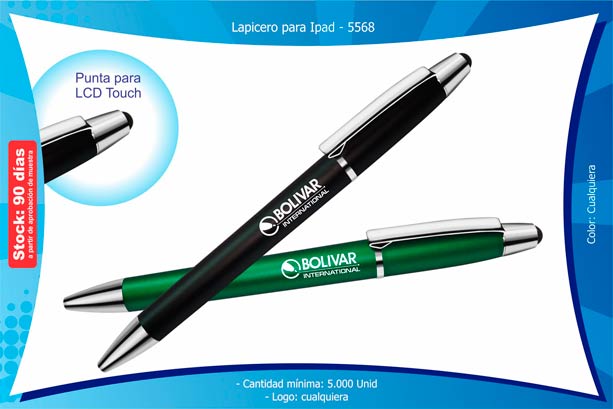 Lapicero para Ipad - 5568
Punta para
LCD Touch
Stock: 90 días
a partir de aprobación de muestra
Color: Cualquiera
BOLIVAR
INTERNATIONAL
BOLIVAR
INTERNATIONAL
- Cantidad mínima: 5.000 Unid
- Logo: cualquiera